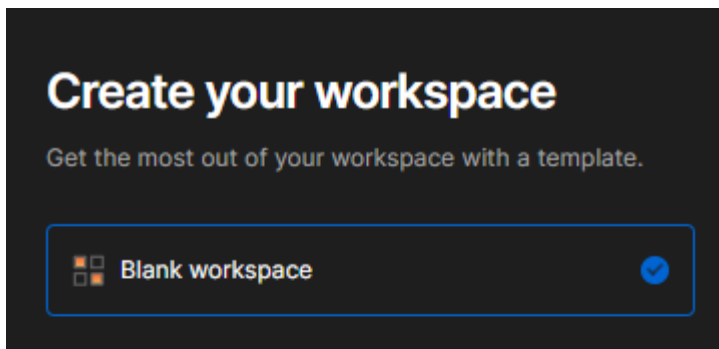 Create your workspace
Get the most out of your workspace with a template.
Blank workspace